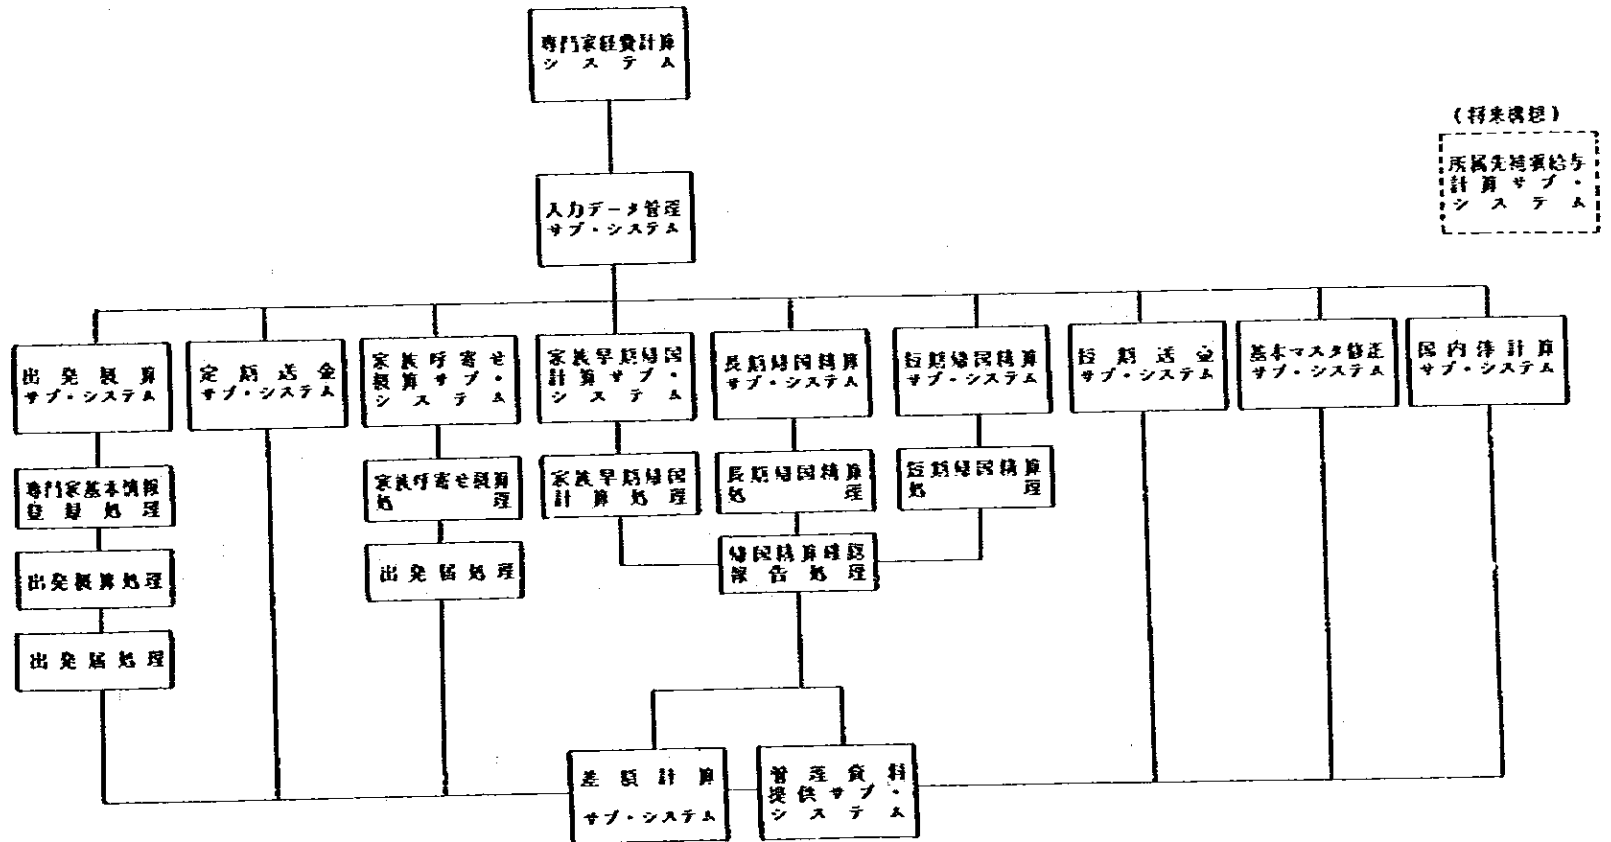 専門家経費計算
システム
(将来構想)
所属先補填給与
計算サブ・
システム
入力データ管理
サブ・システム
出発概算
サブ・システム
定期送金
サブ・システム
家族呼寄せ
概算サブ・
システム
家族早期帰国
計算サブ・
システム
長期帰国精算
サブ・システム
短期帰国精算
サブ・システム
短期送金
サブ・システム
基本マスタ修正
サブ・システム
国内俸計算
サブ・システム
専門家基本情報
登録処理
家族呼寄せ概算
処理
家族早期帰国
計算処理
長期帰国精算
処理
短期帰国精算
処理
出発概算処理
出発届処理
帰国精算確認
報告処理
出発届処理
差額計算
サブ・システム
管理資料
提供サブ・
システム